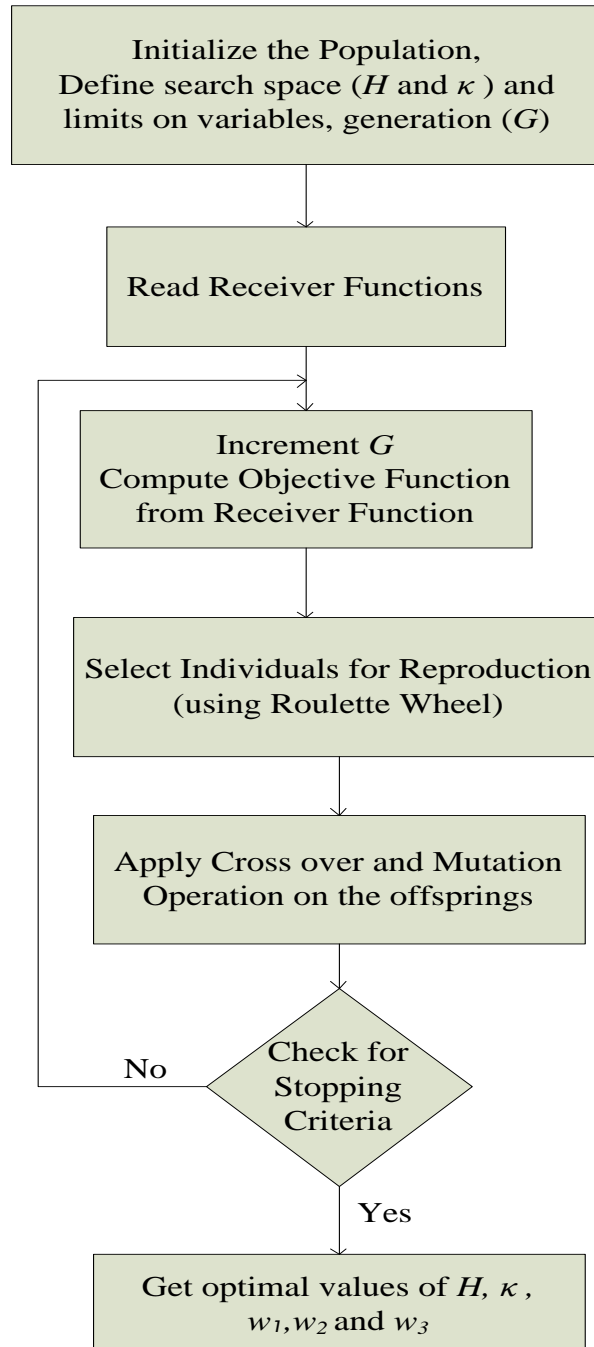 Initialize the Population,
Define search space (H and κ ) and
limits on variables, generation (G)
Read Receiver Functions
Increment G
Compute Objective Function
from Receiver Function
Select Individuals for Reproduction
(using Roulette Wheel)
Apply Cross over and Mutation
Operation on the offsprings
Check for
Stopping
Criteria
No
Yes
Get optimal values of H, κ ,
w₁,w₂ and w₃